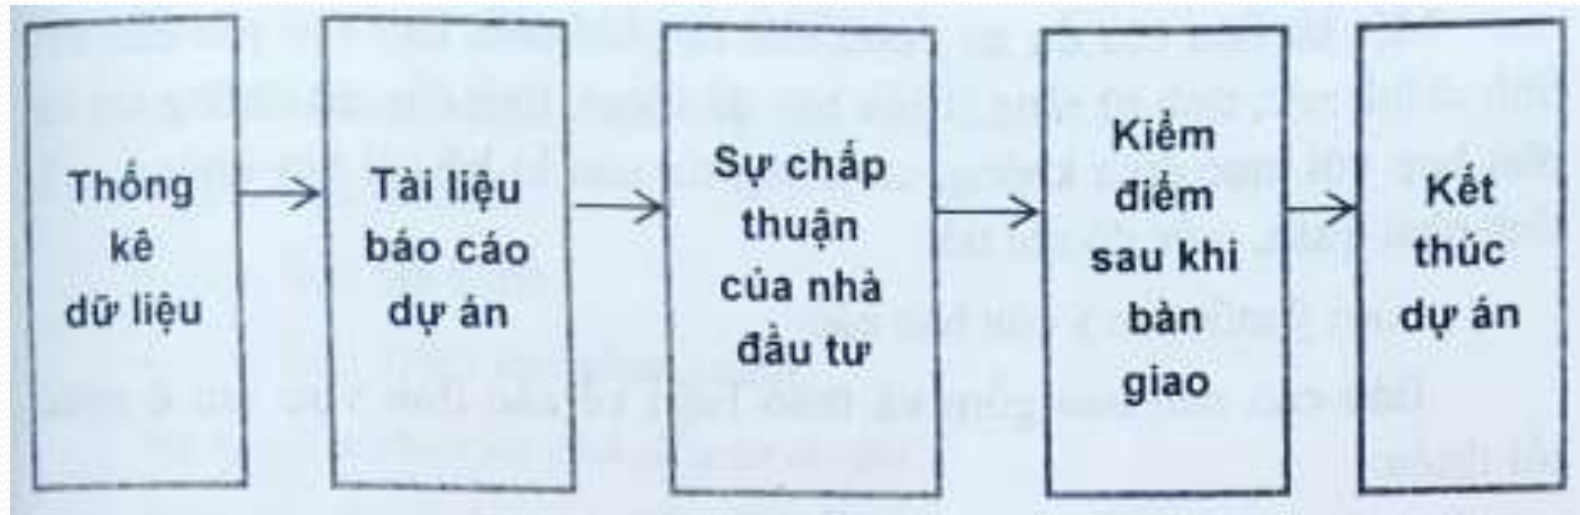 Thống
kê
dữ liệu
Tài liệu
báo cáo
dự án
Sự chấp
thuận
của nhà
đầu tư
Kiểm
điểm
sau khi
bàn
giao
Kết
thúc
dự án